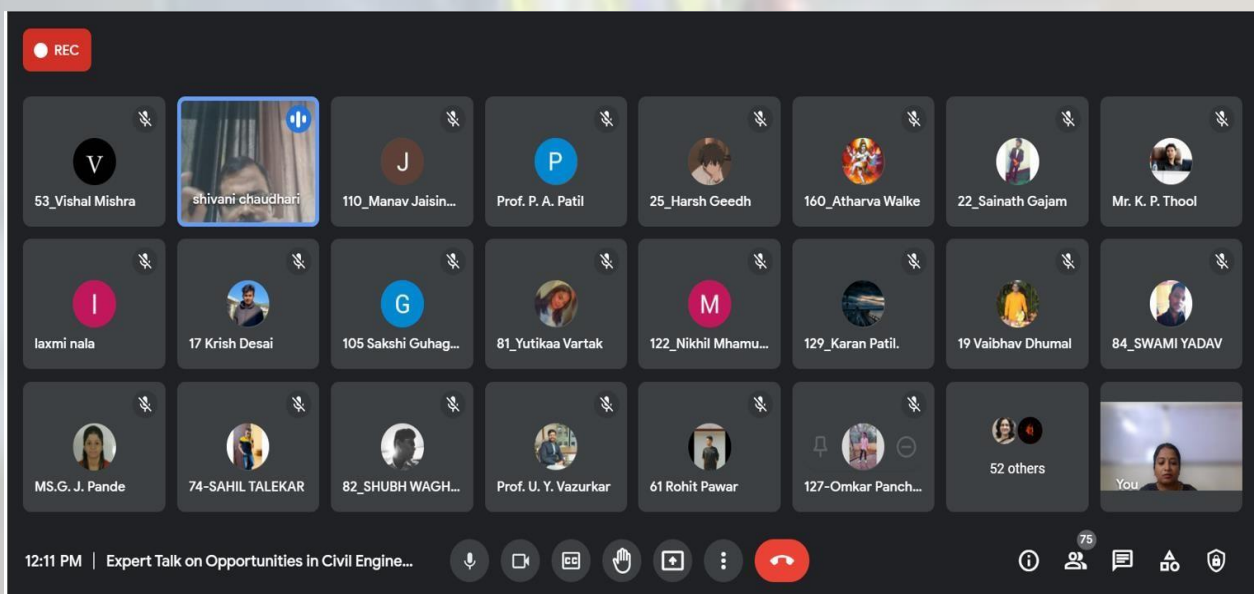 REC
V
53_Vishal Mishra
shivani chaudhari
J
110_Manav Jaisin...
P
Prof. P. A. Patil
25_Harsh Geedh
160_Atharva Walke
22_Sainath Gajam
Mr. K. P. Thool
l
laxmi nala
17 Krish Desai
G
105 Sakshi Guhag...
81_Yutikaa Vartak
M
122_Nikhil Mhamu...
129_Karan Patil.
19 Vaibhav Dhumal
84_SWAMI YADAV
MS.G. J. Pande
74-SAHIL TALEKAR
82_SHUBH WAGH...
Prof. U. Y. Vazurkar
61 Rohit Pawar
127-Omkar Panch...
52 others
You
12:11 PM | Expert Talk on Opportunities in Civil Engine...
CC
75